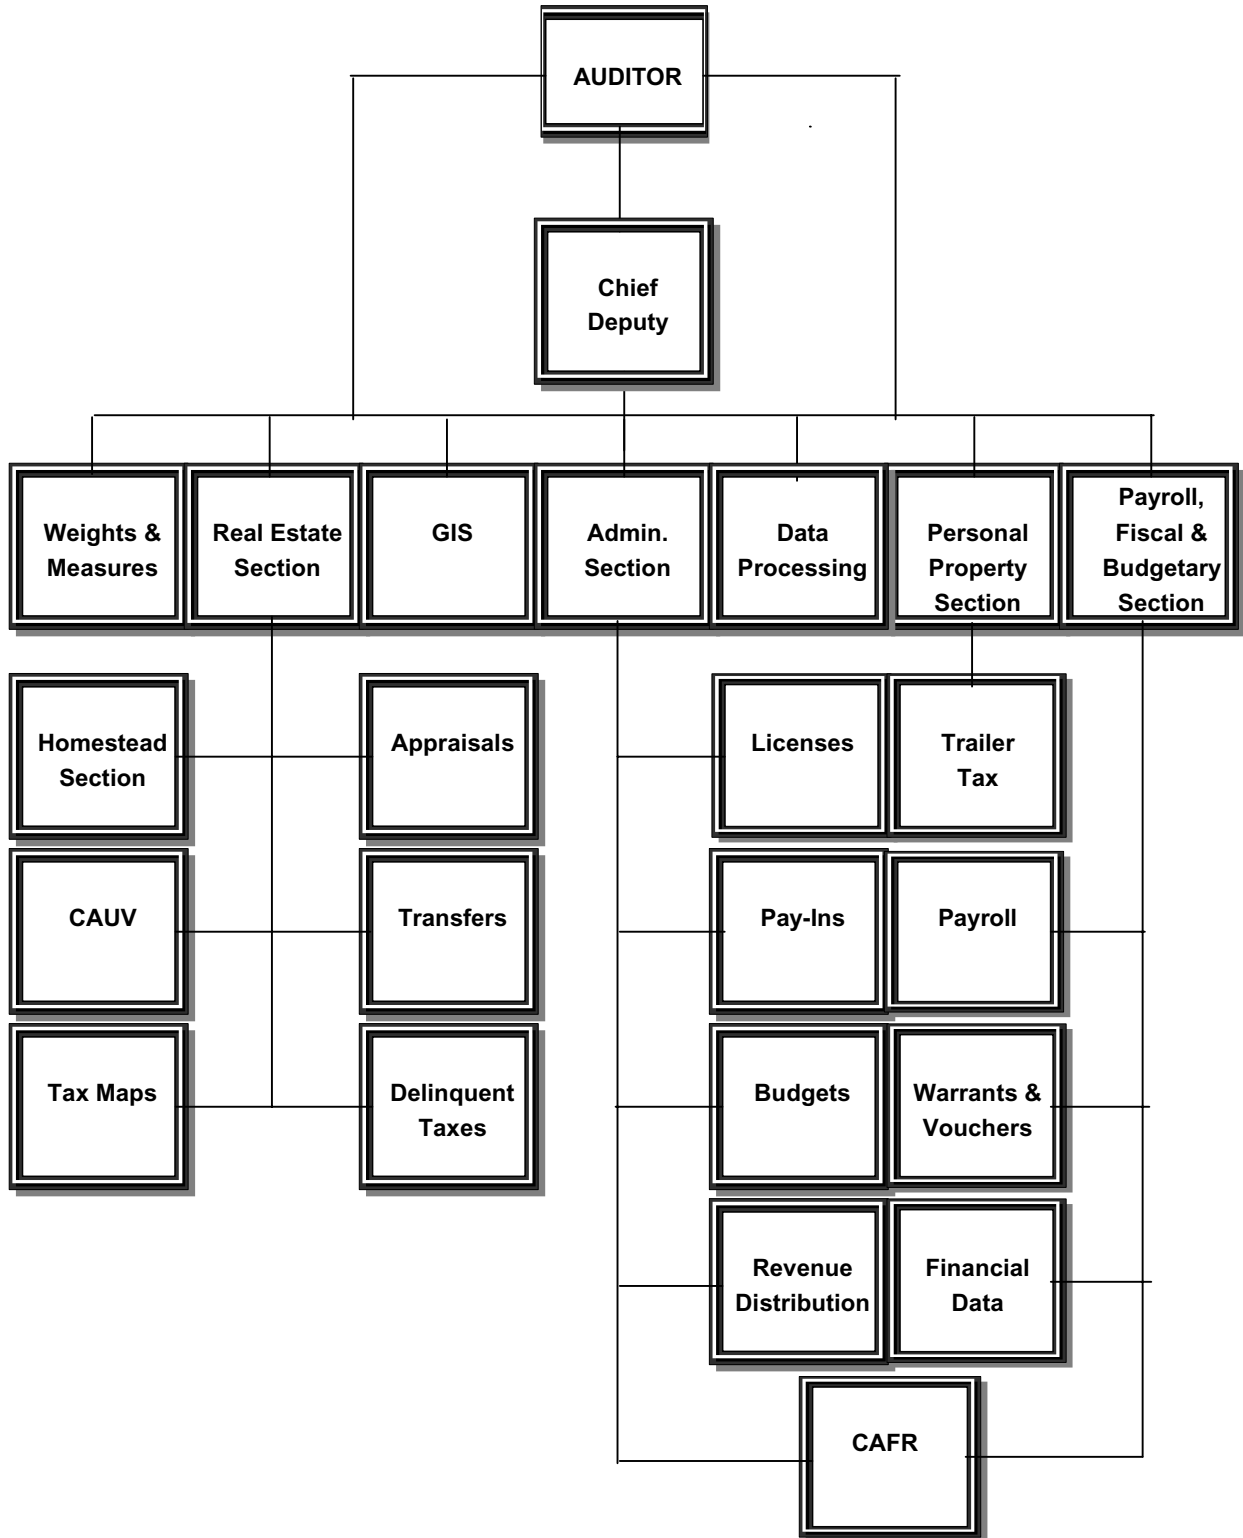 AUDITOR
Chief
Deputy
Weights &
Measures
Real Estate
Section
GIS
Admin.
Section
Data
Processing
Personal
Property
Section
Payroll,
Fiscal &
Budgetary
Section
Homestead
Section
Appraisals
Licenses
Trailer
Tax
CAUV
Transfers
Pay-Ins
Payroll
Tax Maps
Delinquent
Taxes
Budgets
Warrants &
Vouchers
Revenue
Distribution
Financial
Data
CAFR